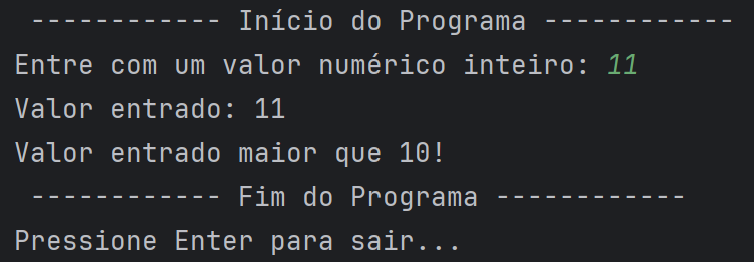 ------------ Início do Programa ------------
Entre com um valor numérico inteiro: 11
Valor entrado: 11
Valor entrado maior que 10!
------------ Fim do Programa ------------
Pressione Enter para sair...